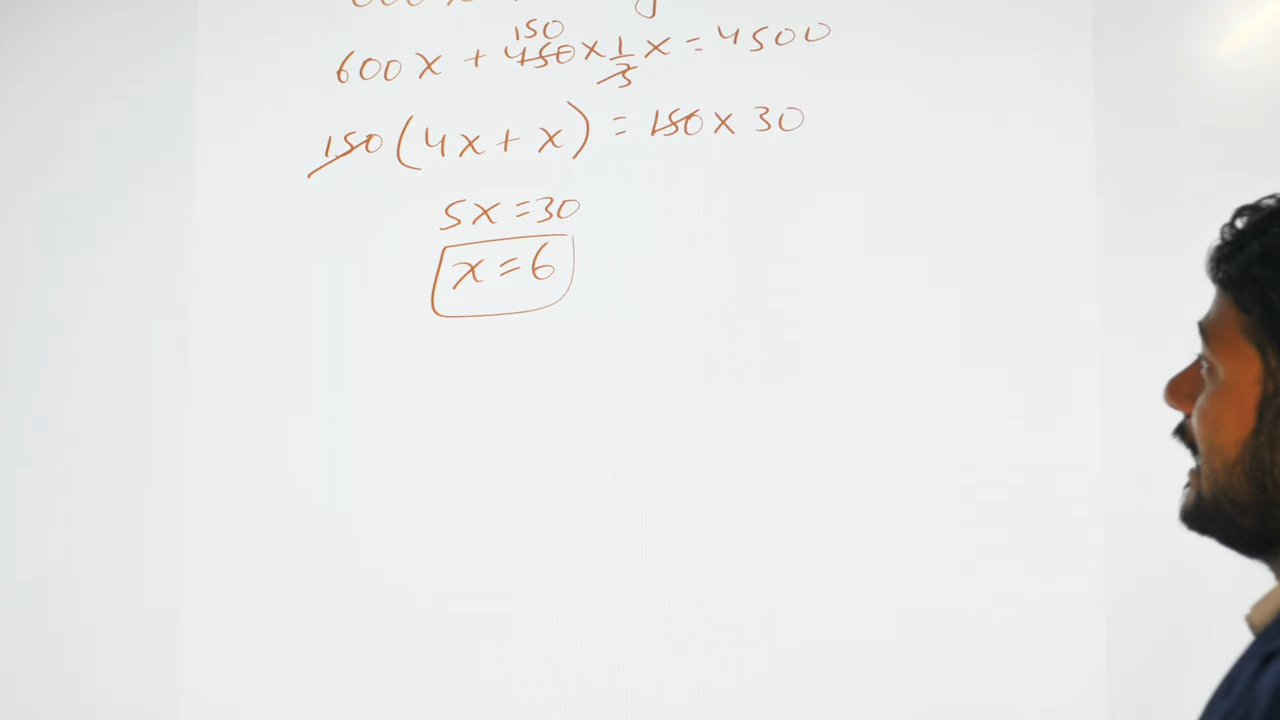 150
600x + 450 x 1/3 x = 4500
150 (4x + x) = 150 x 30
5x = 30
x = 6